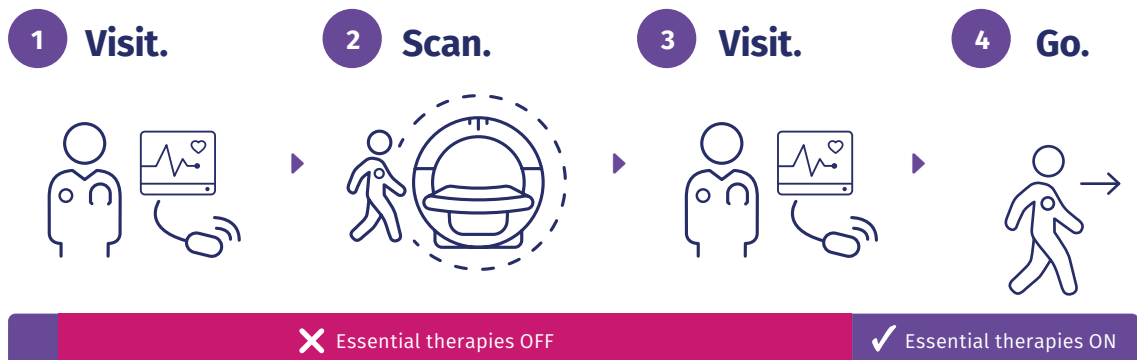 1 Visit.
2 Scan.
3 Visit.
4 Go.
Essential therapies OFF
Essential therapies ON